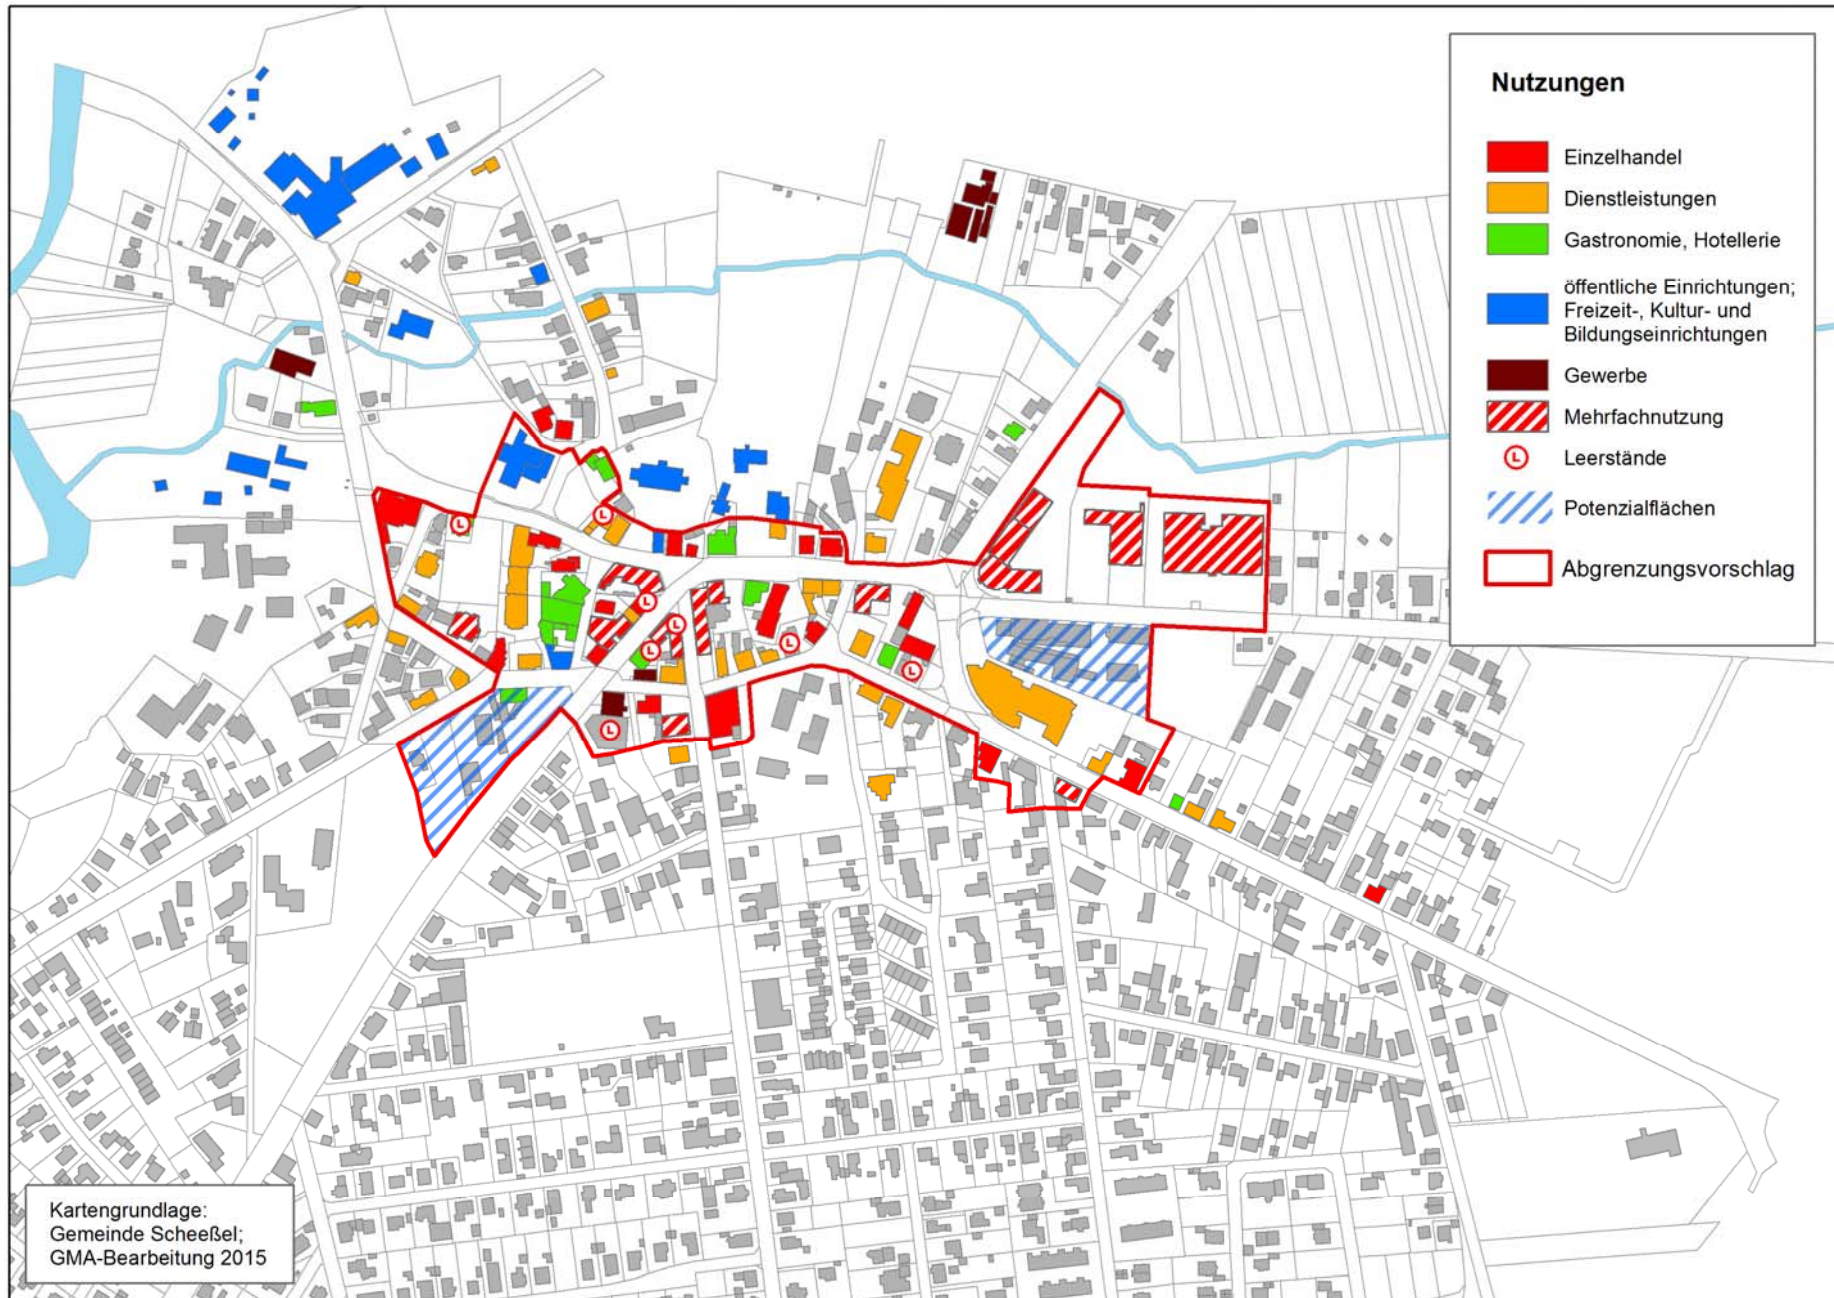 Nutzungen
Einzelhandel
Dienstleistungen
Gastronomie, Hotellerie
öffentliche Einrichtungen;
Freizeit-, Kultur- und
Bildungseinrichtungen
Gewerbe
Mehrfachnutzung
L Leerstände
Potenzialflächen
Abgrenzungsvorschlag
L
L
L
L
L
L
L
L
Kartengrundlage:
Gemeinde Scheeßel;
GMA-Bearbeitung 2015